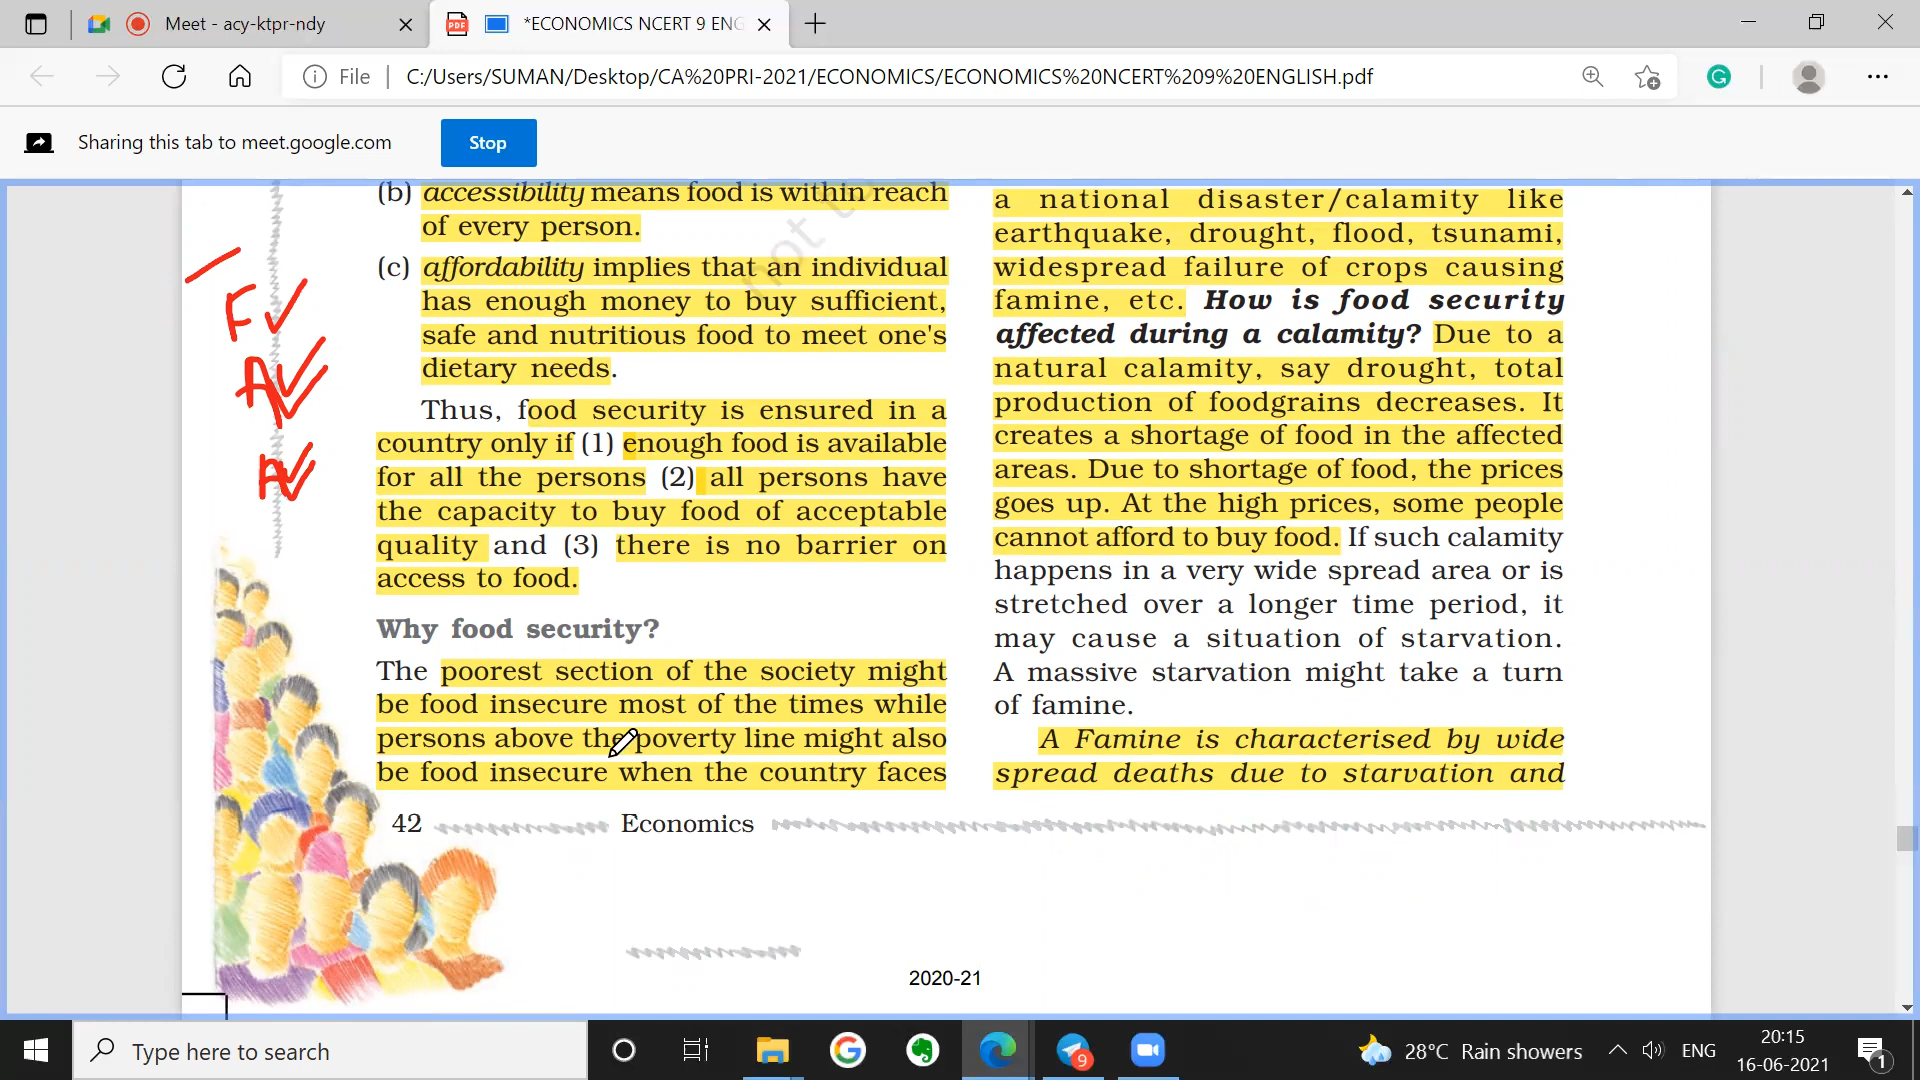 Meet - acy-ktpr-ndy
*ECONOMICS NCERT 9 ENG
File
C:/Users/SUMAN/Desktop/CA%20PRI-2021/ECONOMICS/ECONOMICS%20NCERT%209%20ENGLISH.pdf
Sharing this tab to meet.google.com
Stop
(b) accessibility means food is within reach
of every person.
(c) affordability implies that an individual
has enough money to buy sufficient,
safe and nutritious food to meet one's
dietary needs.
Thus, food security is ensured in a
country only if (1) enough food is available
for all the persons (2) all persons have
the capacity to buy food of acceptable
quality and (3) there is no barrier on
access to food.
Why food security?
The poorest section of the society might
be food insecure most of the times while
persons above the poverty line might also
be food insecure when the country faces
a national disaster/calamity like
earthquake, drought, flood, tsunami,
widespread failure of crops causing
famine, etc. How is food security
affected during a calamity? Due to a
natural calamity, say drought, total
production of foodgrains decreases. It
creates a shortage of food in the affected
areas. Due to shortage of food, the prices
goes up. At the high prices, some people
cannot afford to buy food. If such calamity
happens in a very wide spread area or is
stretched over a longer time period, it
may cause a situation of starvation.
A massive starvation might take a turn
of famine.
A Famine is characterised by wide
spread deaths due to starvation and
F
A
A
not
42 Economics
2020-21
Type here to search
9
28°C Rain showers
ENG
20:15
16-06-2021
1